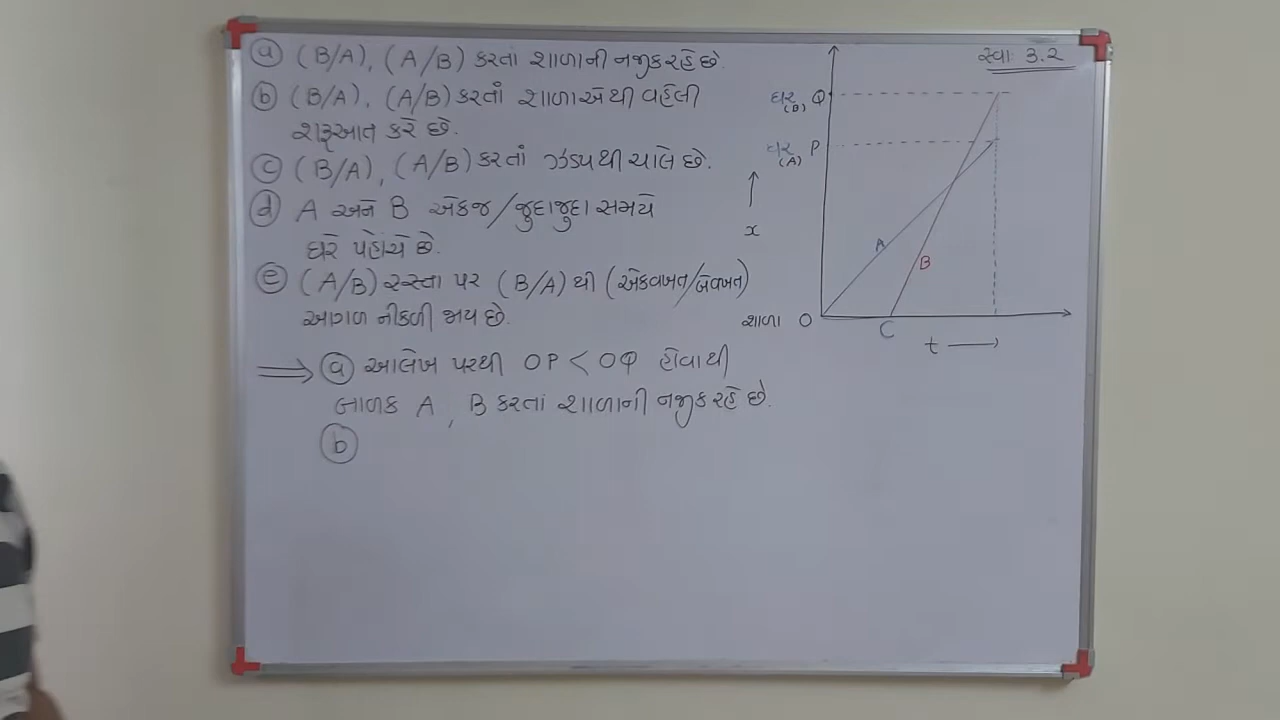 ⓐ (B/A), (A/B) કરતાં શાળાની નજીક રહે છે.
ⓑ (B/A), (A/B) કરતાં શાળાએથી વહેલી
શરૂઆત કરે છે.
ⓒ (B/A), (A/B) કરતાં ઝડપથી ચાલે છે.
ⓓ A અને B એકજ/જુદાજુદા સમયે
ઘરે પહોંચે છે.
ⓔ (A/B) રસ્તા પર (B/A) થી (એકવખત/બેવખત)
આગળ નીકળી જાય છે.
⟹ ⓐ આલેખ પરથી OP < OQ હોવાથી
બાળક A, B કરતાં શાળાની નજીક રહે છે.
ⓑ
સ્વા: 3.2
ઘર (B) Q
ઘર (A) P
x
A
B
શાળા O
C
t